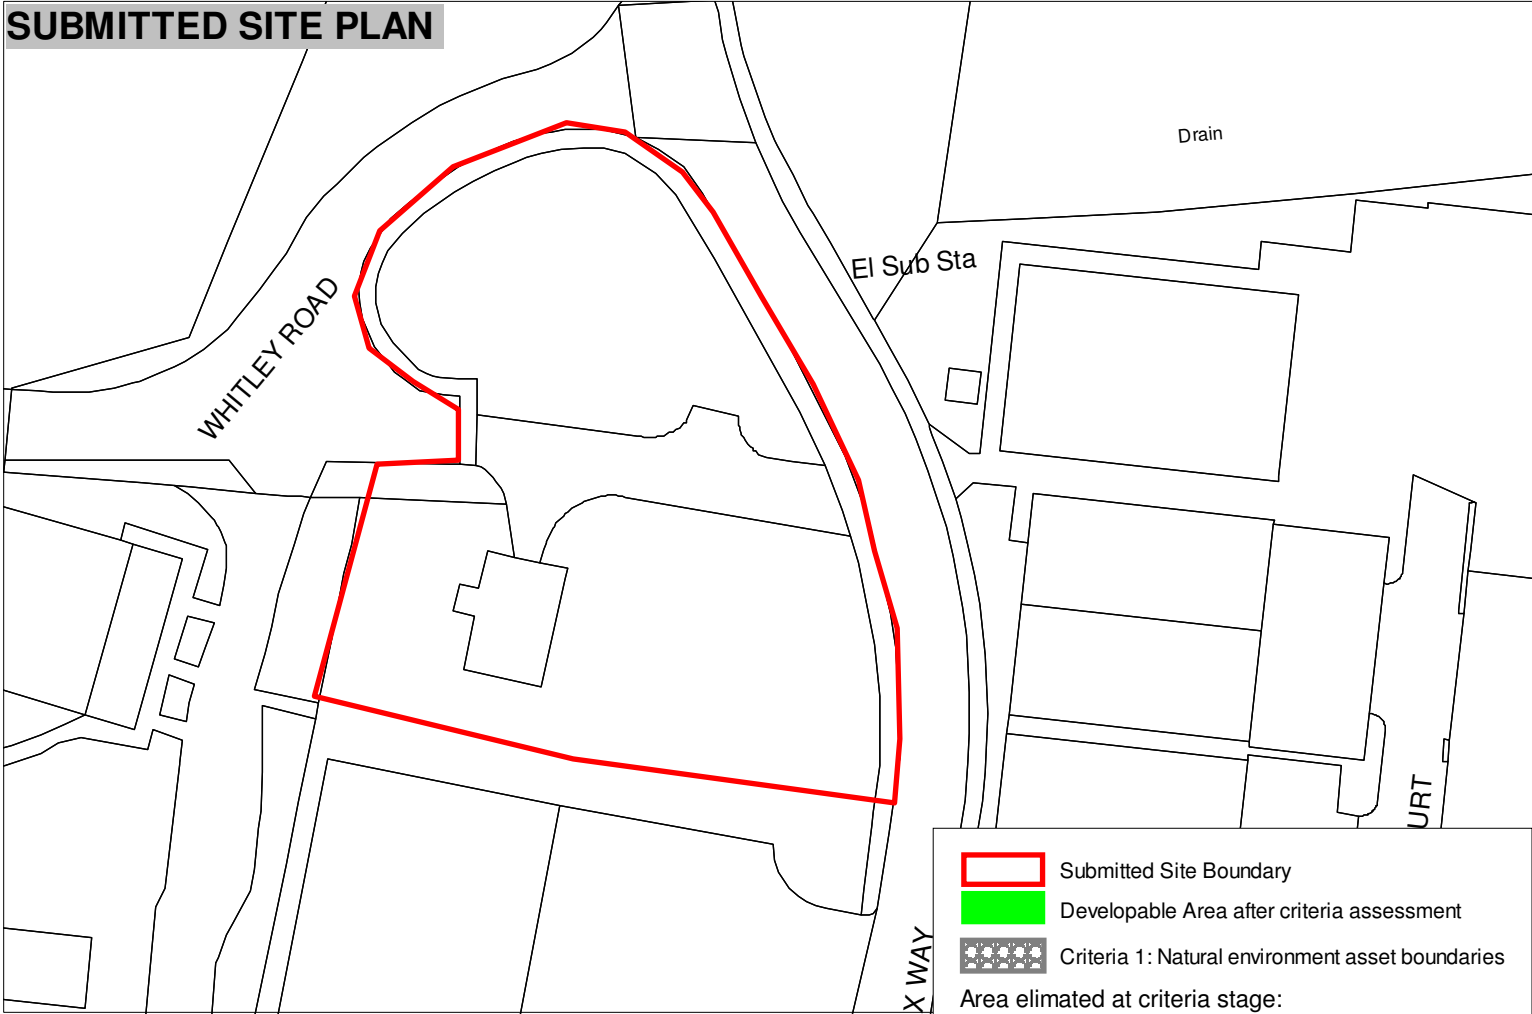 SUBMITTED SITE PLAN
Drain
El Sub Sta
WHITLEY ROAD
URT
X WAY
Submitted Site Boundary
Developable Area after criteria assessment
Criteria 1: Natural environment asset boundaries
Area elimated at criteria stage: